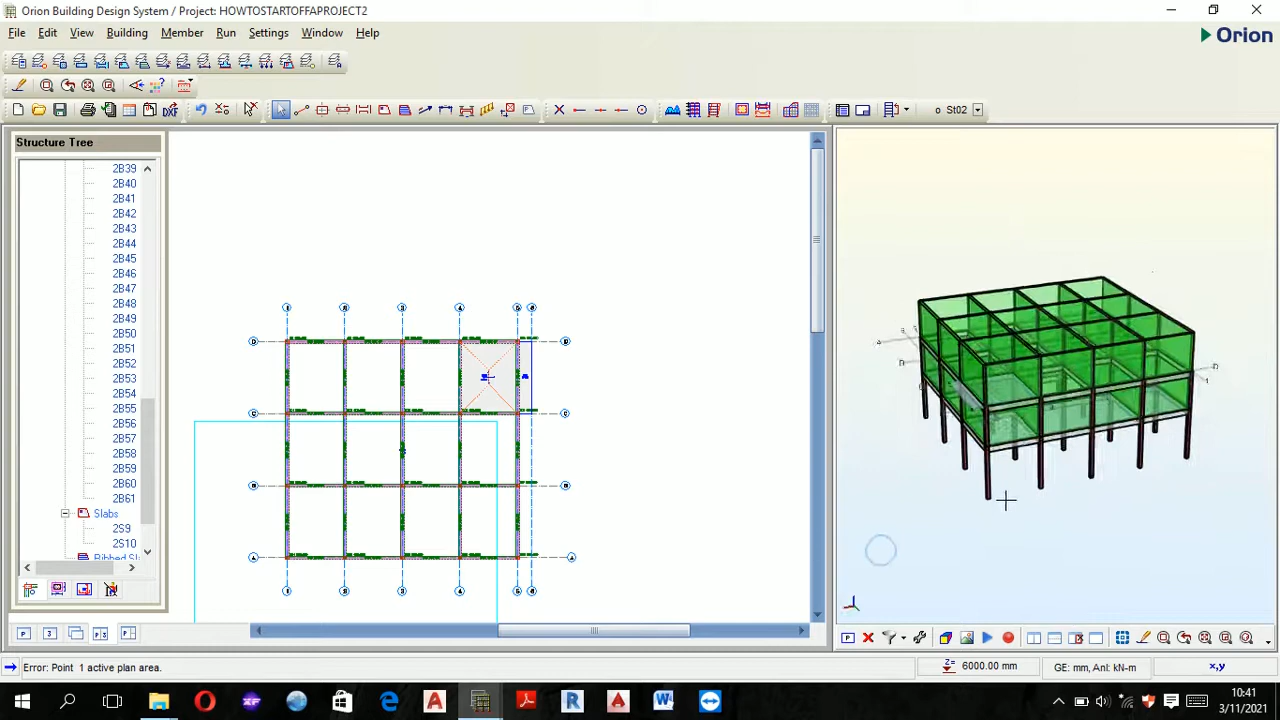 Orion Building Design System / Project: HOWTOSTARTOFFAPROJECT2
File Edit View Building Member Run Settings Window Help
Orion
St02
Structure Tree
2B39
2B40
2B41
2B42
2B43
2B44
2B45
2B46
2B47
2B48
2B49
2B50
2B51
2B52
2B53
2B54
2B55
2B56
2B57
2B58
2B59
2B60
2B61
Slabs
2S9
2S10
Error: Point 1 active plan area.
Z= 6000.00 mm
GE: mm, Anl: kN-m
x,y
10:41
3/11/2021